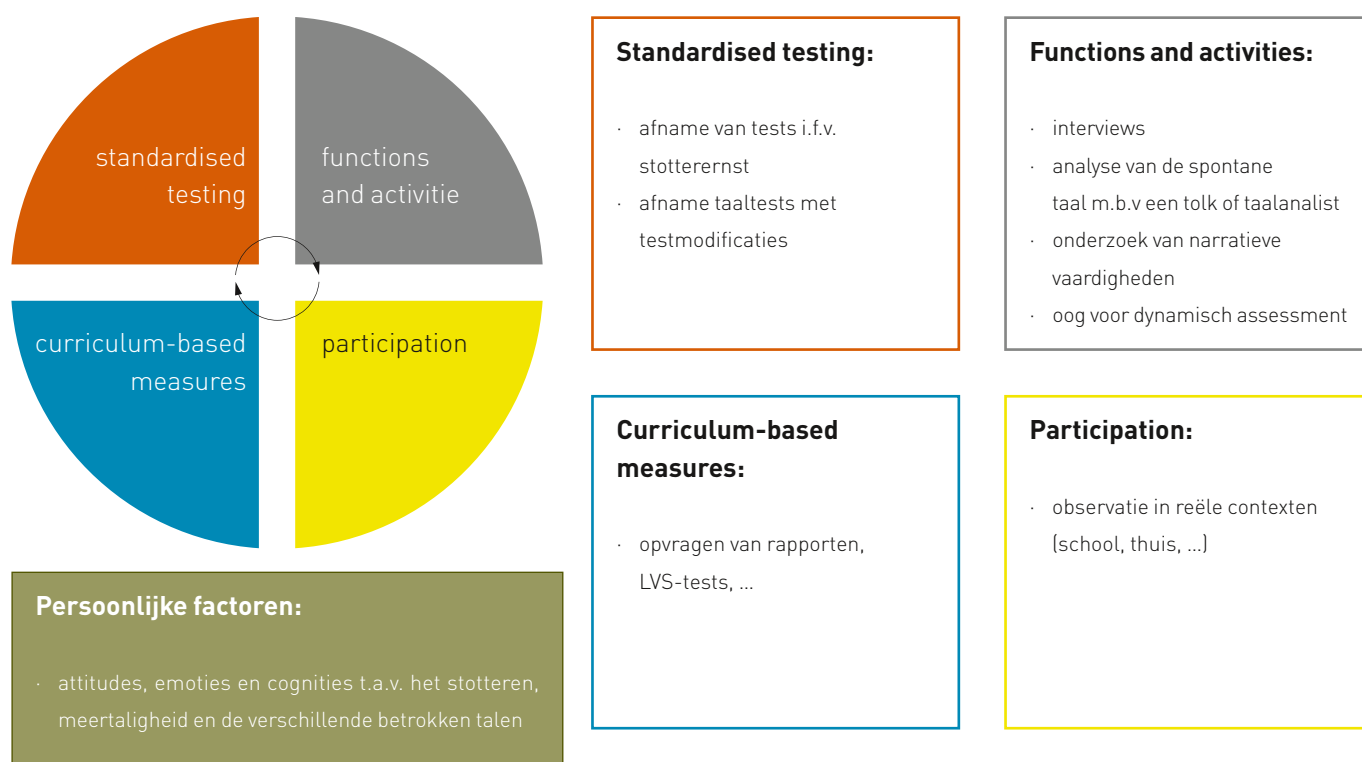 standardised
testing
functions
and activitie
curriculum-based
measures
participation
Persoonlijke factoren:
· attitudes, emoties en cognities t.a.v. het stotteren,
meertaligheid en de verschillende betrokken talen
Standardised testing:
· afname van tests i.f.v.
stotterernst
· afname taaltests met
testmodificaties
Functions and activities:
· interviews
· analyse van de spontane
taal m.b.v een tolk of taalanalist
· onderzoek van narratieve
vaardigheden
· oog voor dynamisch assessment
Curriculum-based
measures:
· opvragen van rapporten,
LVS-tests, ...
Participation:
· observatie in reële contexten
(school, thuis, ...)